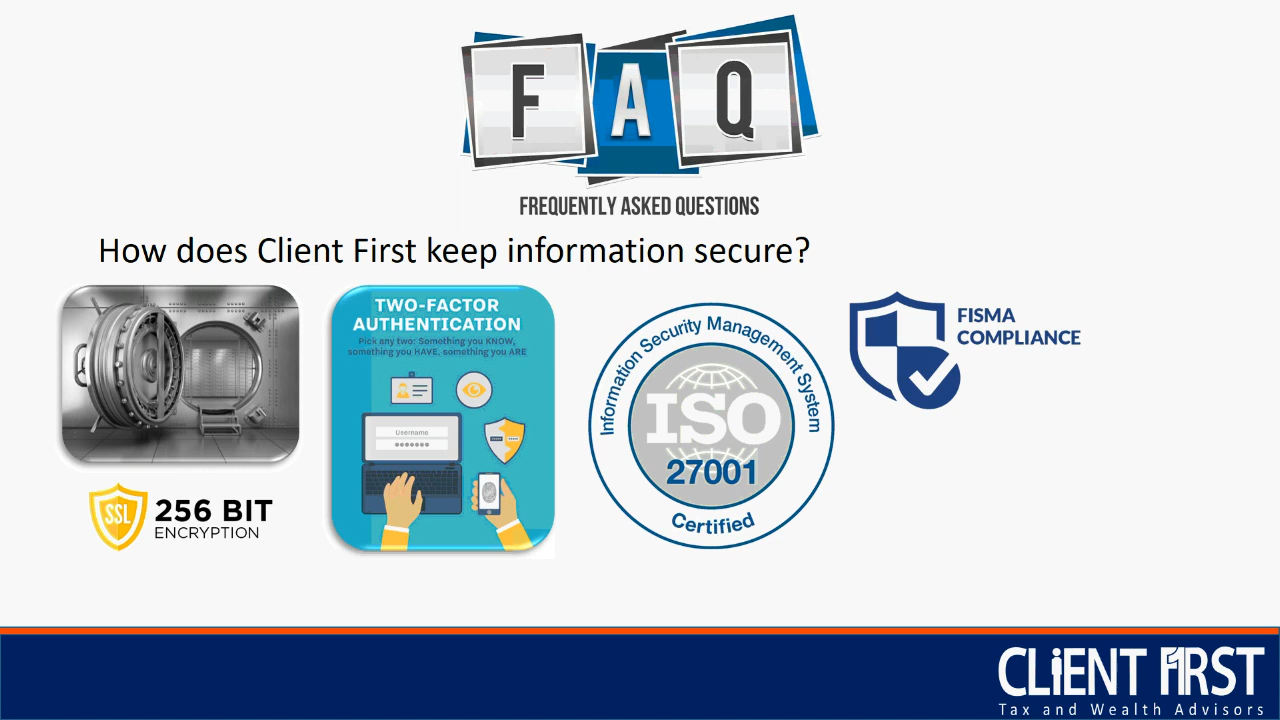 F A Q
FREQUENTLY ASKED QUESTIONS
How does Client First keep information secure?
TWO-FACTOR
AUTHENTICATION
Pick any two: Something you KNOW,
something you HAVE, something you ARE
Username
SSL
256 BIT
ENCRYPTION
Information Security Management System
ISO
27001
Certified
FISMA
COMPLIANCE
CLiENT FIRST
Tax and Wealth Advisors